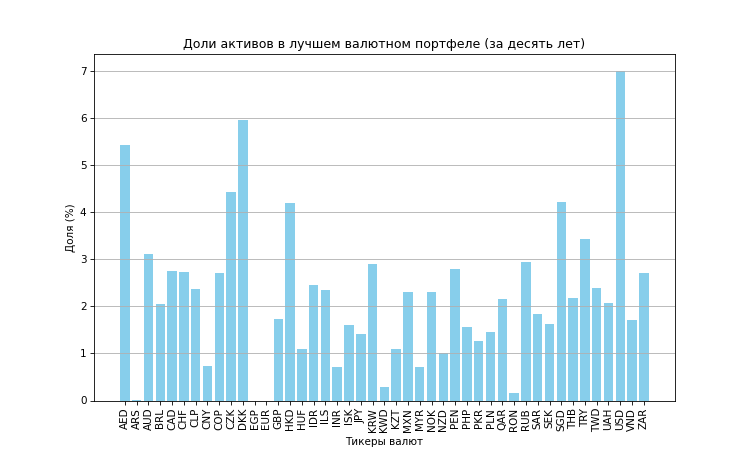 Доли активов в лучшем валютном портфеле (за десять лет)
Доля (%)
7
6
5
4
3
2
1
0
AED ARS AUD BRL CAD CHF CLP CNY COP CZK DKK EGP EUR GBP HKD HUF IDR ILS INR ISK JPY KRW KWD KZT MXN MYR NOK NZD PEN PHP PKR PLN QAR RON RUB SAR SEK SGD THB TRY TWD UAH USD VND ZAR
Тикеры валют